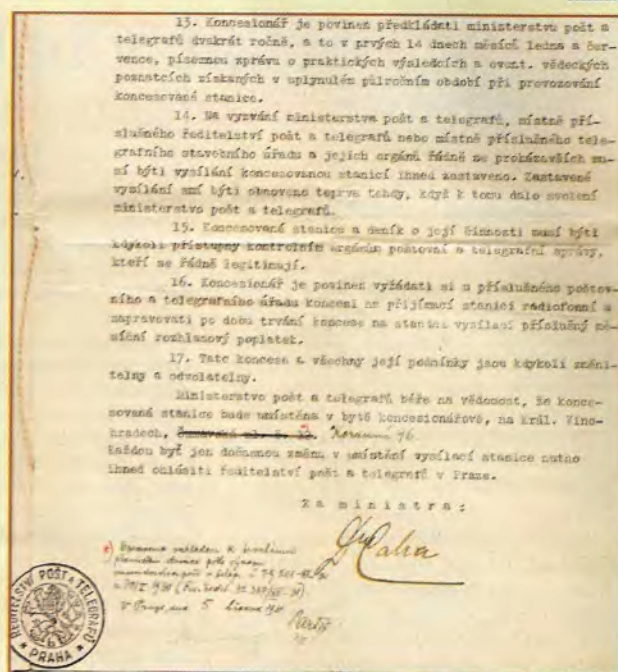 13. Koncesionář je povinen předkládati ministerstvu pošt a
telegrafů dvakrát ročně, a to v prvých 14 dnech měsíců ledna a čer-
vence, písemnou zprávu o praktických výsledcích a event. vědeckých
poznatcích získaných v uplynulém půlročním období při provozování
koncesované stanice.
14. Na vyzvání ministerstva pošt a telegrafů, místně pří-
slušného ředitelství pošt a telegrafů nebo místně příslušného tele-
grafního stavebního úřadu a jejich orgánů řádně se prokázavších mu-
sí býti vysílání koncesovanou stanicí ihned zastaveno. Zastavené
vysílání smí býti obnoveno teprve tehdy, když k tomu dalo svolení
ministerstvo pošt a telegrafů.
15. Koncesovaná stanice a deník o její činnosti musí býti
kdykoli přístupny kontrolním orgánům poštovní a telegrafní správy,
kteří se řádně legitimují.
16. Koncesionář je povinen vyžádati si u příslušného poštov-
ního a telegrafního úřadu koncesi na přijímací stanici radiofonní a
zapravovati po dobu trvání koncese na stanici vysílací příslušný mě-
síční rozhlasový poplatek.
17. Tato koncese a všechny její podmínky jsou kdykoli změni-
telny a odvolatelny.
Ministerstvo pošt a telegrafů béře na vědomost, že konce-
sovaná stanice bude umístěna v bytě koncesionářově, na Král. Vino-
hradech, Korunní 76.
Každou byť jen dočasnou změnu v umístění vysílací stanice nutno
ihned ohlásiti ředitelství pošt a telegrafů v Praze.
Za ministra:
V Praze dne 5
ŘEDITELSTVÍ POŠT A TELEGRAFŮ
PRAHA